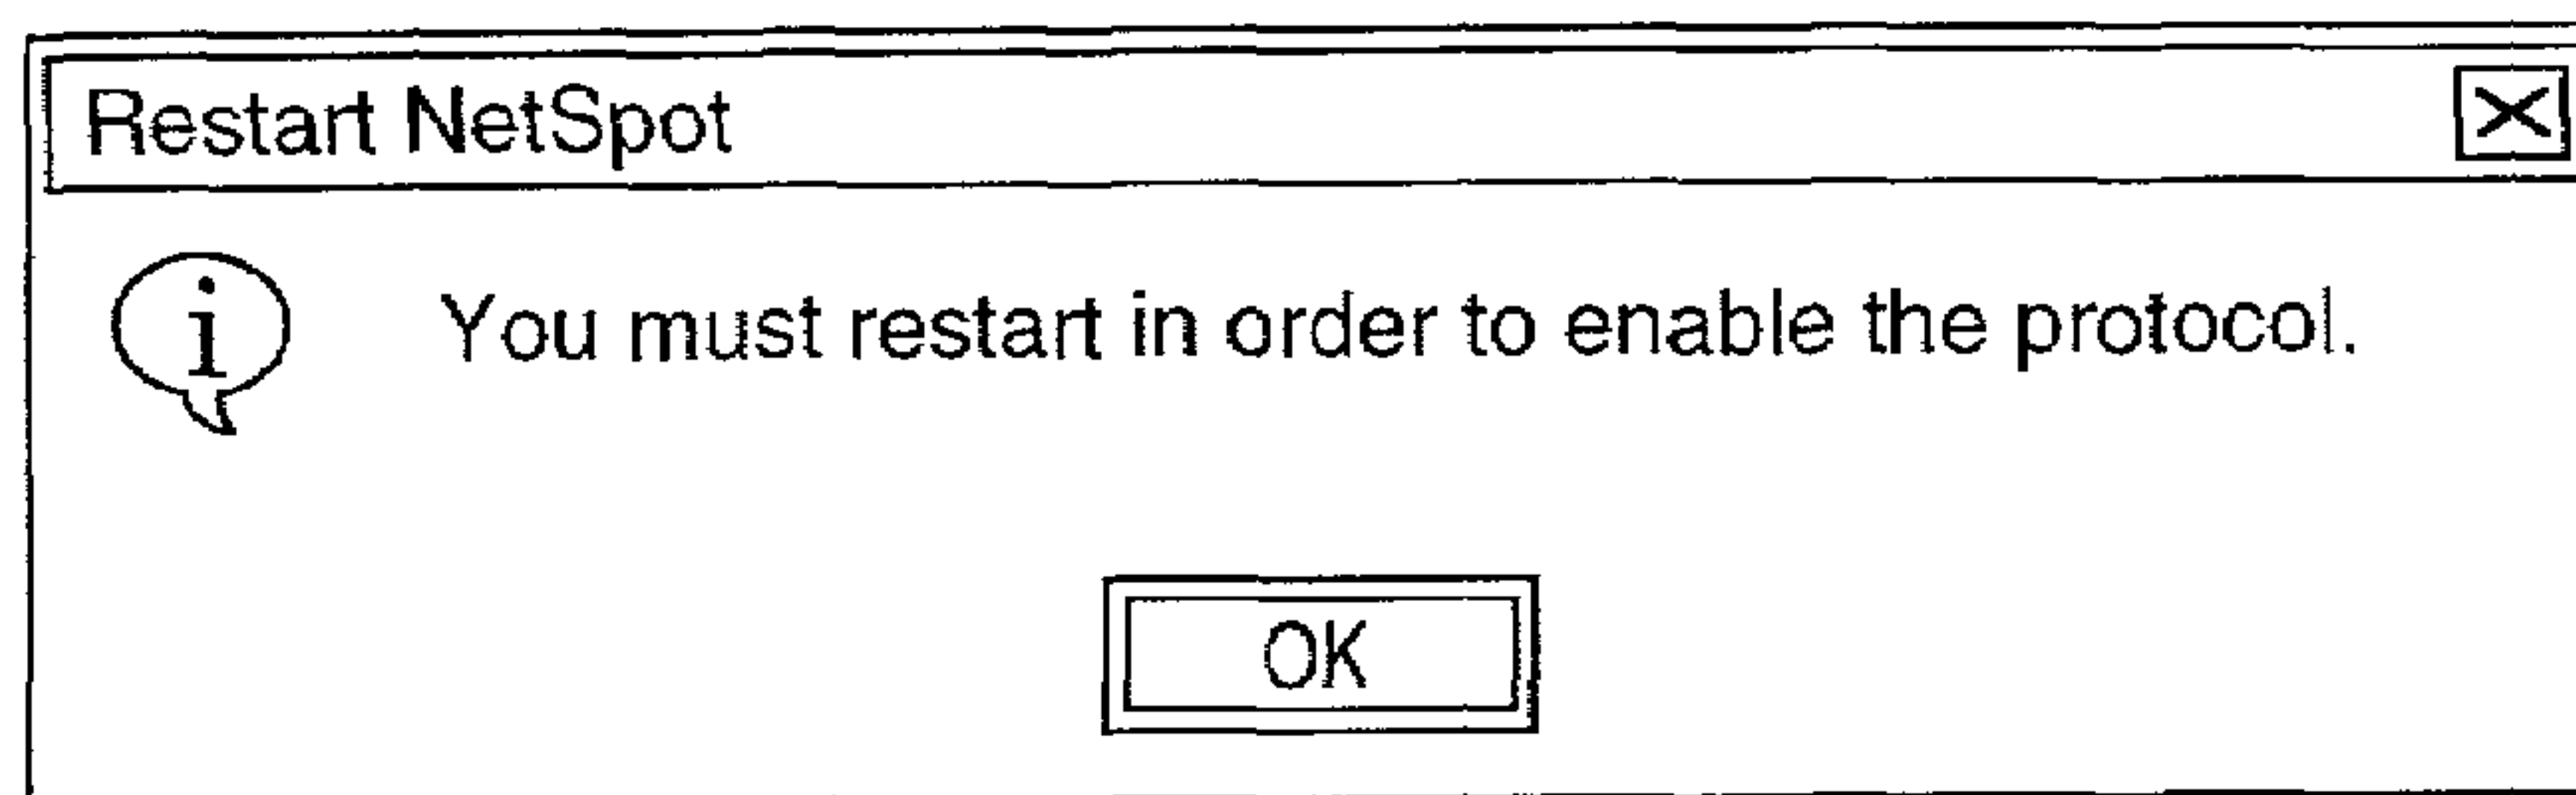 Restart NetSpot
i
You must restart in order to enable the protocol.
OK